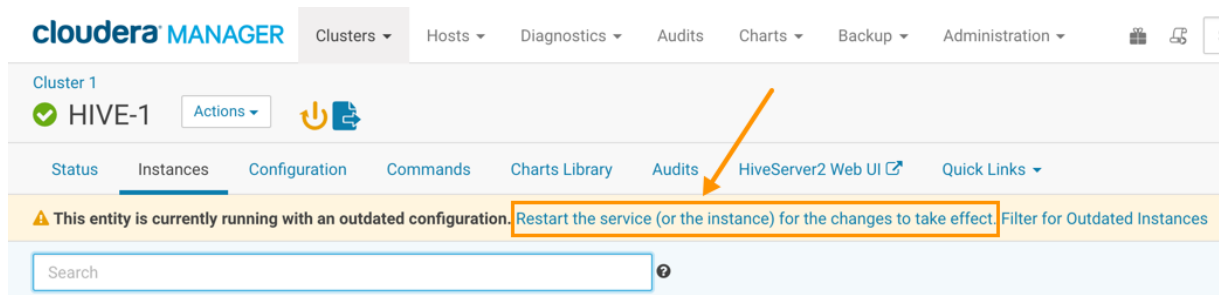 cloudera MANAGER Clusters Hosts Diagnostics Audits Charts Backup Administration
Cluster 1
HIVE-1 Actions
Status Instances Configuration Commands Charts Library Audits HiveServer2 Web UI Quick Links
This entity is currently running with an outdated configuration. Restart the service (or the instance) for the changes to take effect. Filter for Outdated Instances
Search